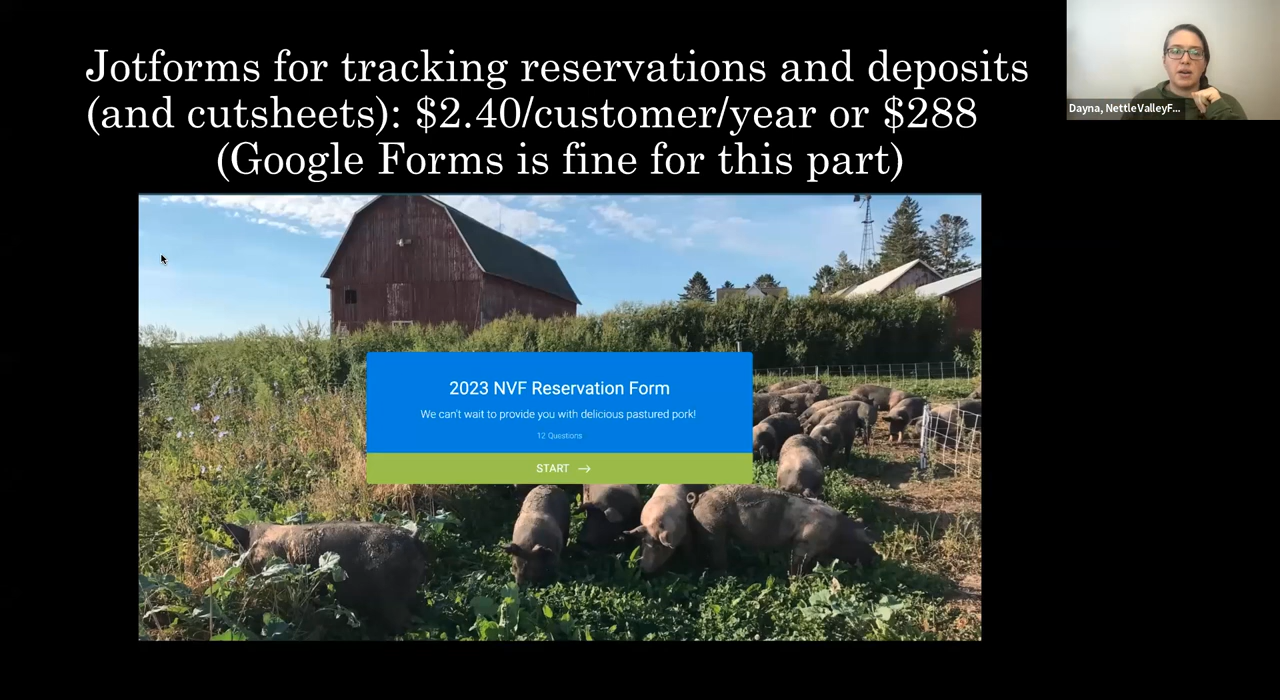 Jotforms for tracking reservations and deposits
(and cutsheets): $2.40/customer/year or $288
(Google Forms is fine for this part)
Dayna, NettleValleyF...
2023 NVF Reservation Form
We can't wait to provide you with delicious pastured pork!
12 Questions
START →